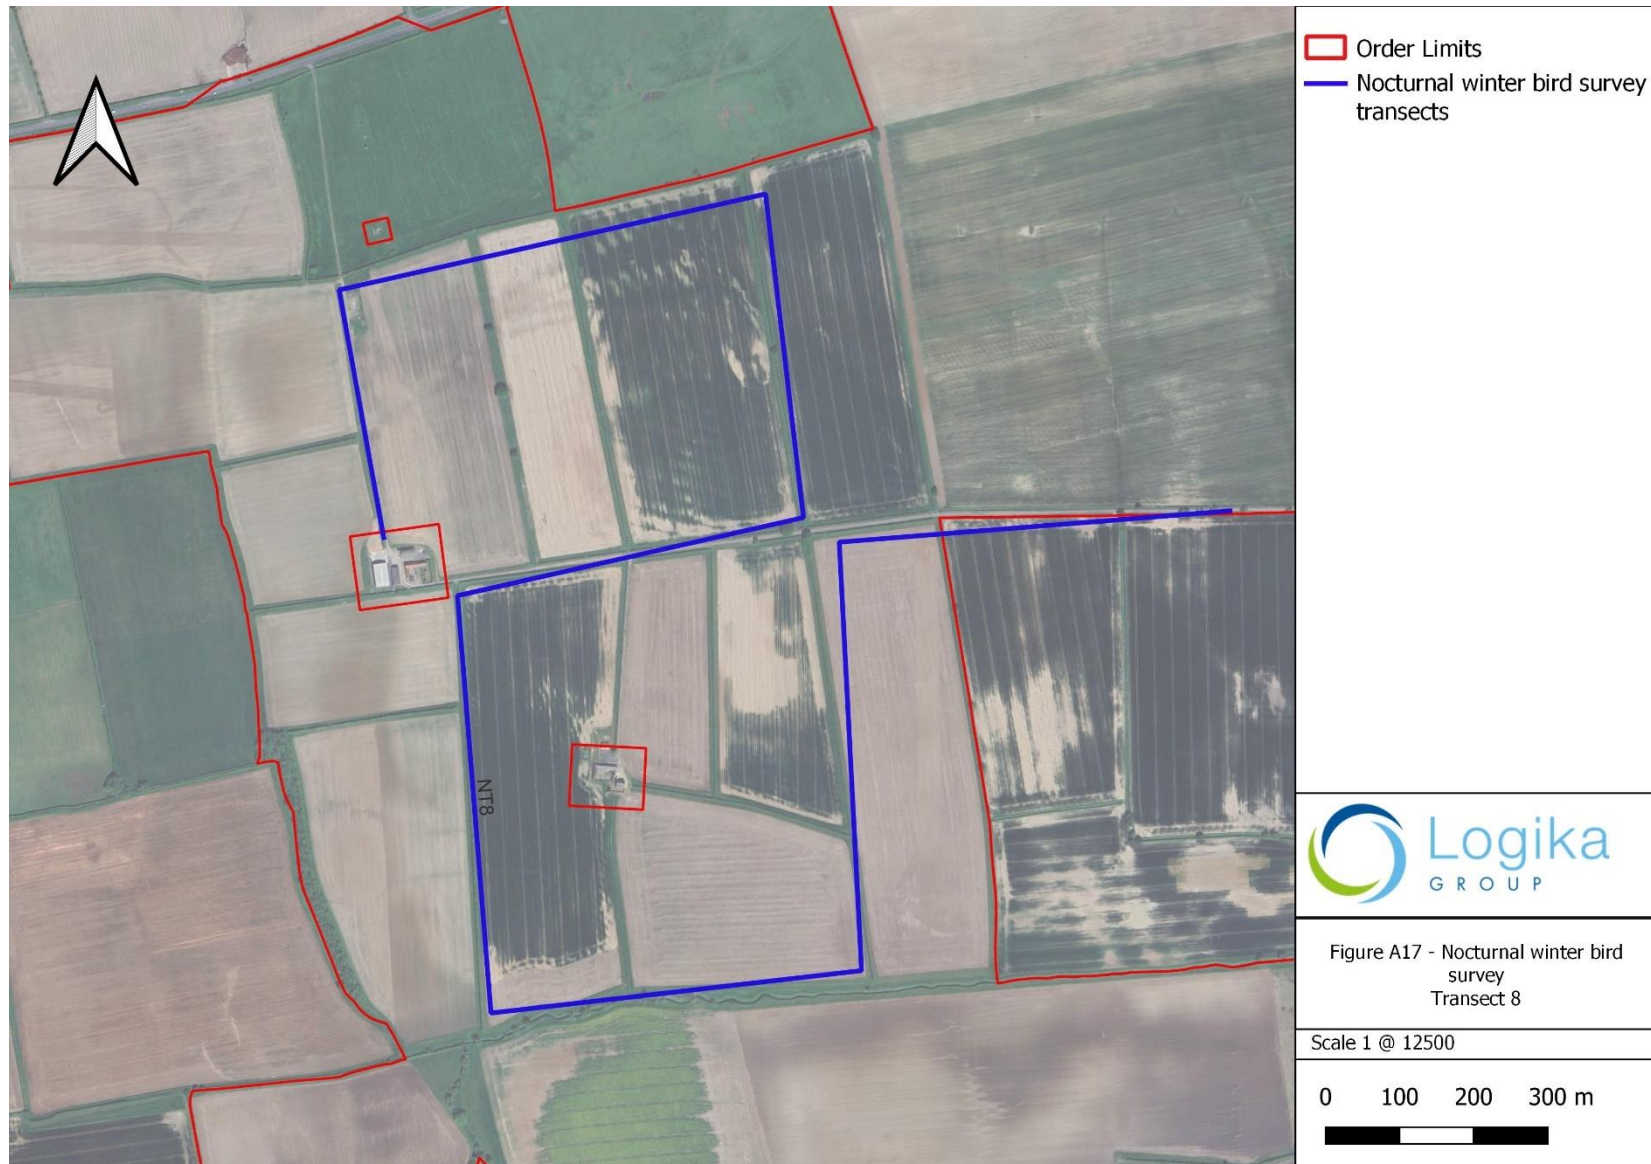 Order Limits
Nocturnal winter bird survey
transects
NT8
Logika
GROUP
Figure A17 - Nocturnal winter bird
survey
Transect 8
Scale 1 @ 12500
0 100 200 300 m